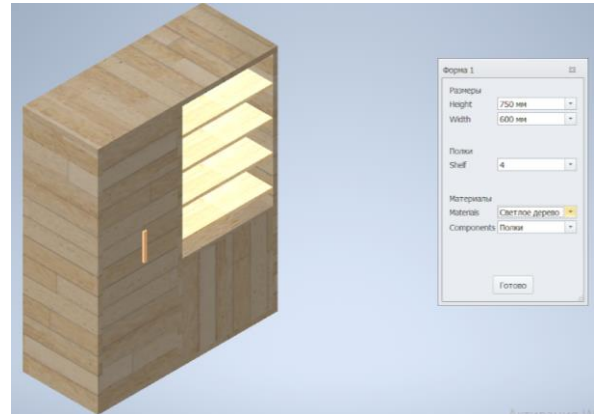 Форма 1
Размеры
Height 750 мм
Width 600 мм
Полки
Shelf 4
Материалы
Materials Светлое дерево
Components Полки
Готово